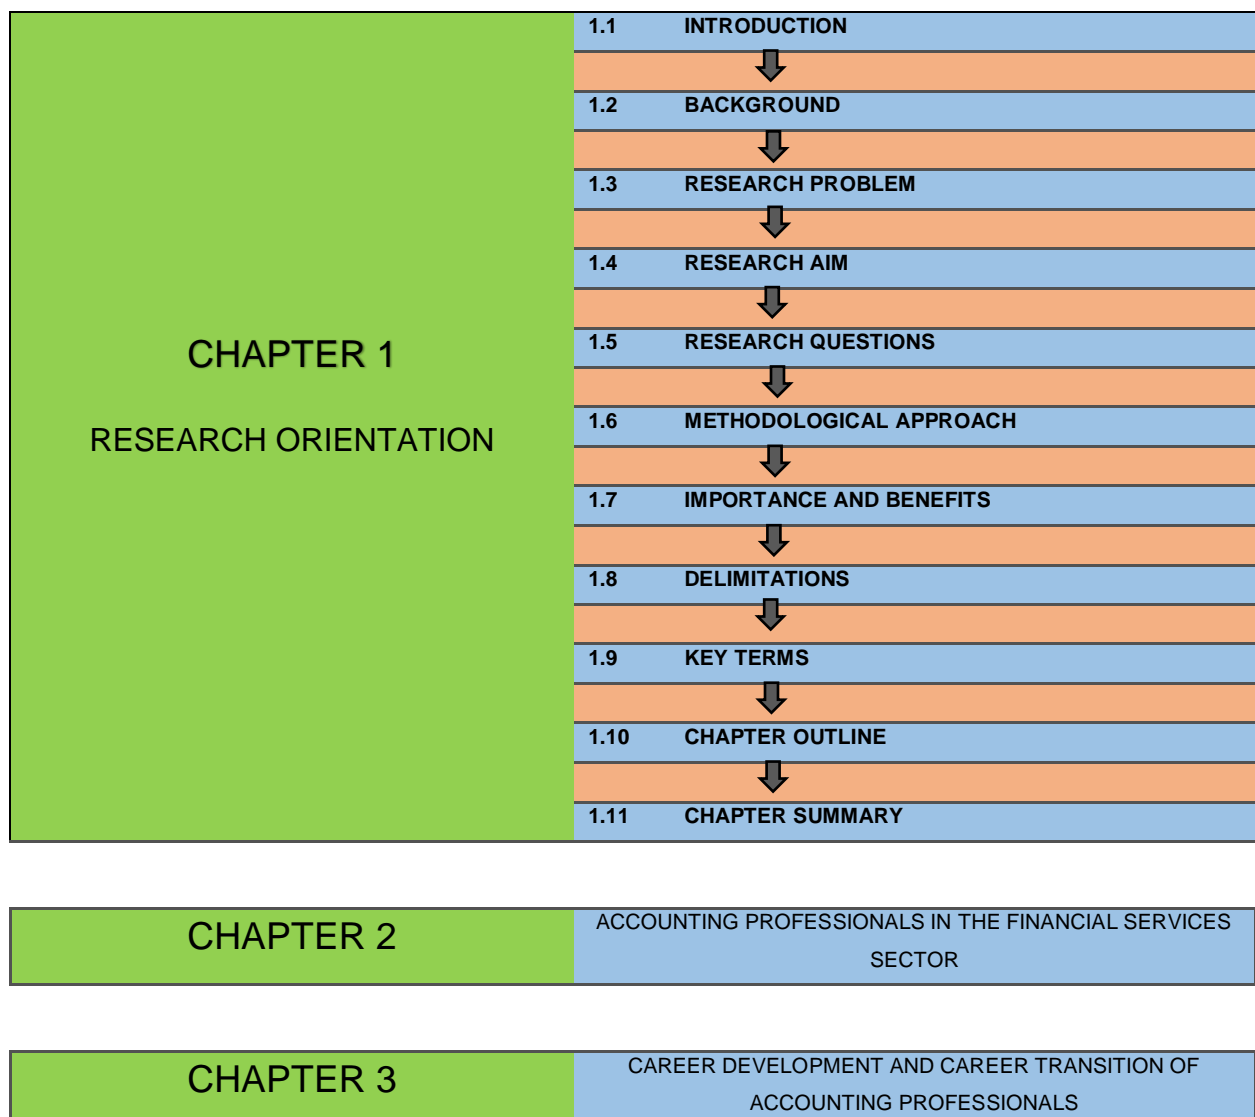 CHAPTER 1
RESEARCH ORIENTATION
1.1 INTRODUCTION
1.2 BACKGROUND
1.3 RESEARCH PROBLEM
1.4 RESEARCH AIM
1.5 RESEARCH QUESTIONS
1.6 METHODOLOGICAL APPROACH
1.7 IMPORTANCE AND BENEFITS
1.8 DELIMITATIONS
1.9 KEY TERMS
1.10 CHAPTER OUTLINE
1.11 CHAPTER SUMMARY
CHAPTER 2
ACCOUNTING PROFESSIONALS IN THE FINANCIAL SERVICES
SECTOR
CHAPTER 3
CAREER DEVELOPMENT AND CAREER TRANSITION OF
ACCOUNTING PROFESSIONALS